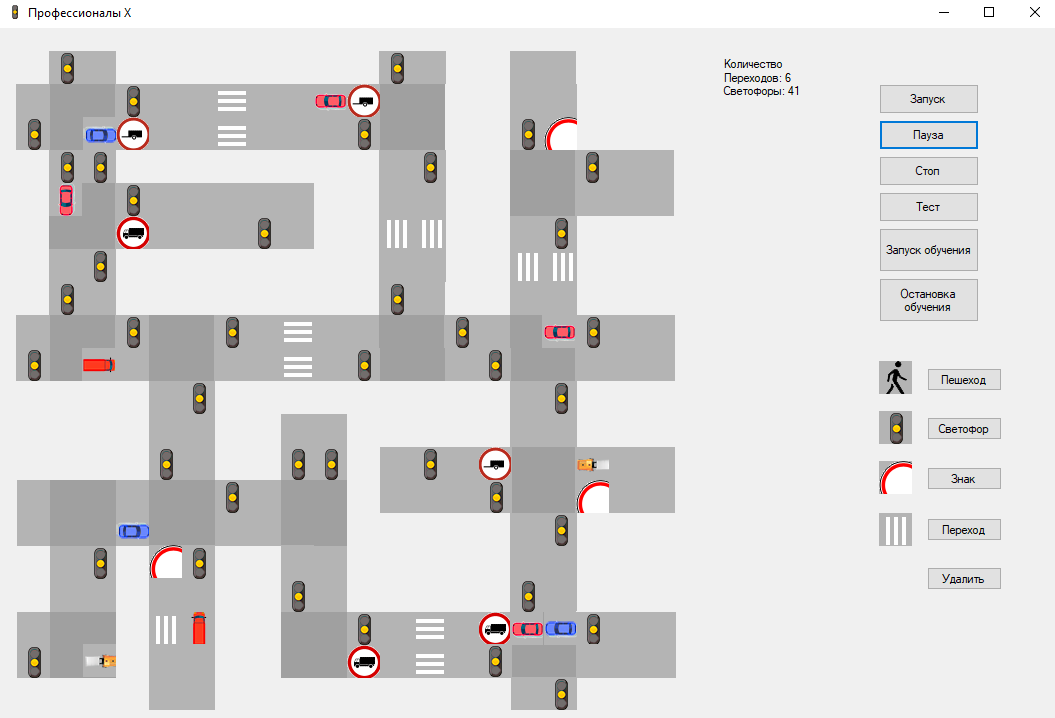 Профессионалы X
Количество
Переходов: 6
Светофоры: 41
Запуск
Пауза
Стоп
Тест
Запуск обучения
Остановка
обучения
Пешеход
Светофор
Знак
Переход
Удалить